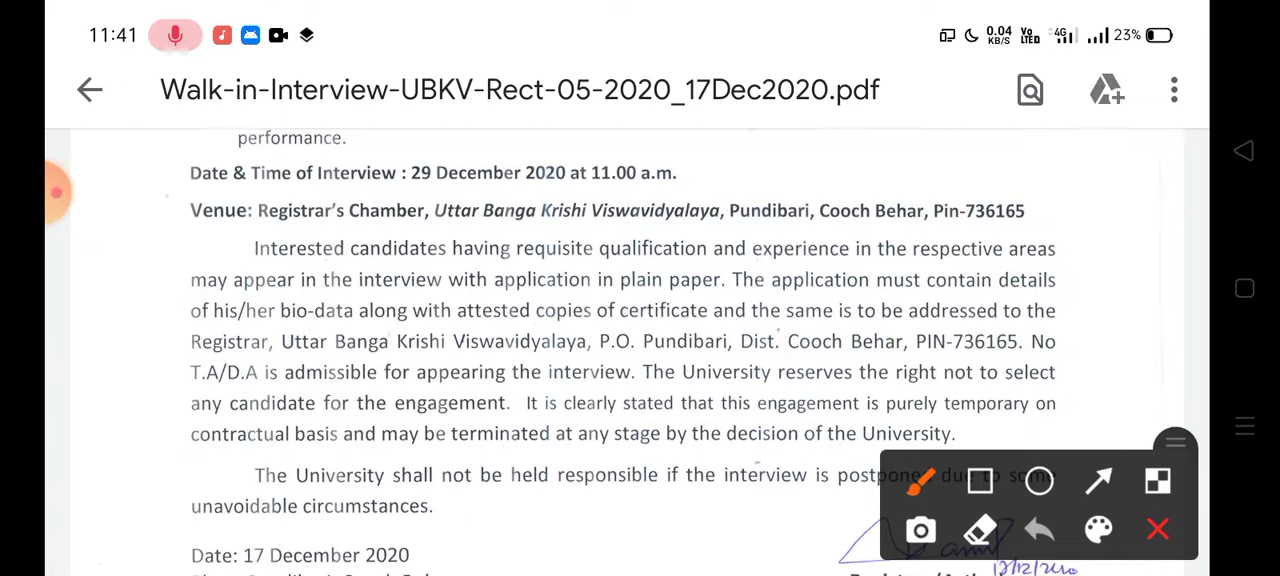 11:41 0.04 KB/S Vo LTED 4G 23%
Walk-in-Interview-UBKV-Rect-05-2020_17Dec2020.pdf
performance.
Date & Time of Interview : 29 December 2020 at 11.00 a.m.
Venue: Registrar's Chamber, Uttar Banga Krishi Viswavidyalaya, Pundibari, Cooch Behar, Pin-736165
Interested candidates having requisite qualification and experience in the respective areas
may appear in the interview with application in plain paper. The application must contain details
of his/her bio-data along with attested copies of certificate and the same is to be addressed to the
Registrar, Uttar Banga Krishi Viswavidyalaya, P.O. Pundibari, Dist. Cooch Behar, PIN-736165. No
T.A/D.A is admissible for appearing the interview. The University reserves the right not to select
any candidate for the engagement. It is clearly stated that this engagement is purely temporary on
contractual basis and may be terminated at any stage by the decision of the University.
The University shall not be held responsible if the interview is postponed due to some
unavoidable circumstances.
Date: 17 December 2020